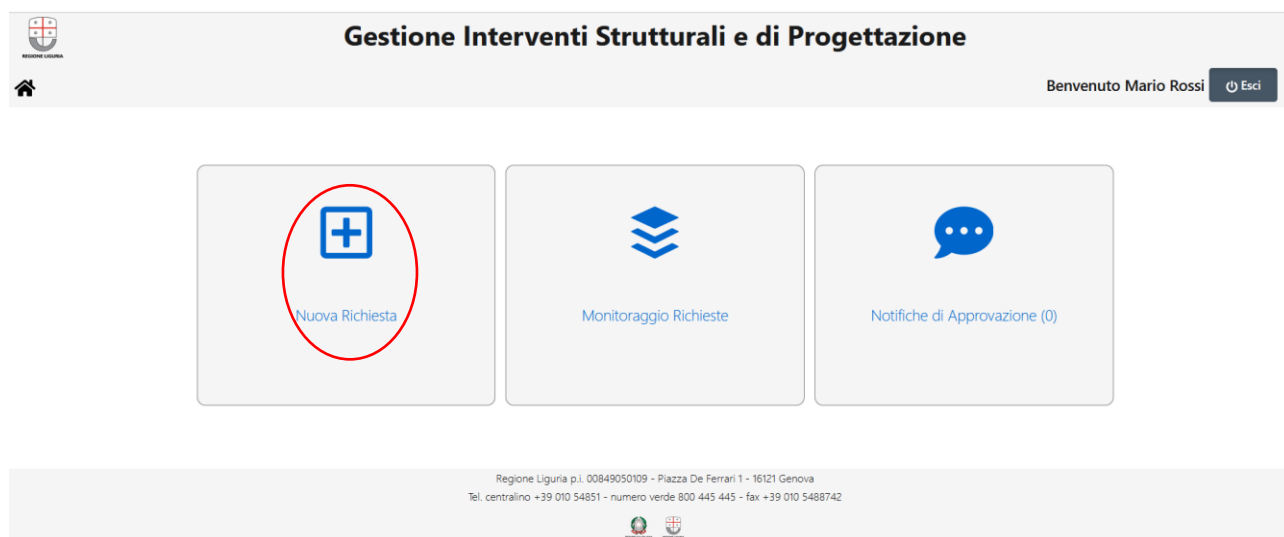 Gestione Interventi Strutturali e di Progettazione
REGIONE LIGURIA
Benvenuto Mario Rossi
Esci
Nuova Richiesta
Monitoraggio Richieste
Notifiche di Approvazione (0)
Regione Liguria p.i. 00849050109 - Piazza De Ferrari 1 - 16121 Genova
Tel. centralino +39 010 54851 - numero verde 800 445 445 - fax +39 010 5488742